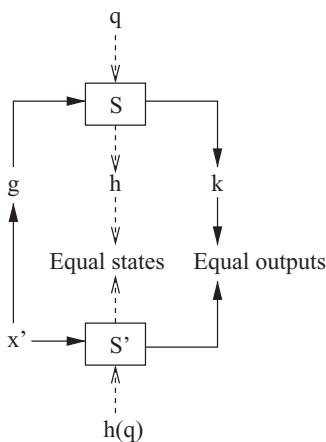 q
S
g h k
Equal states Equal outputs
x’ S’
h(q)